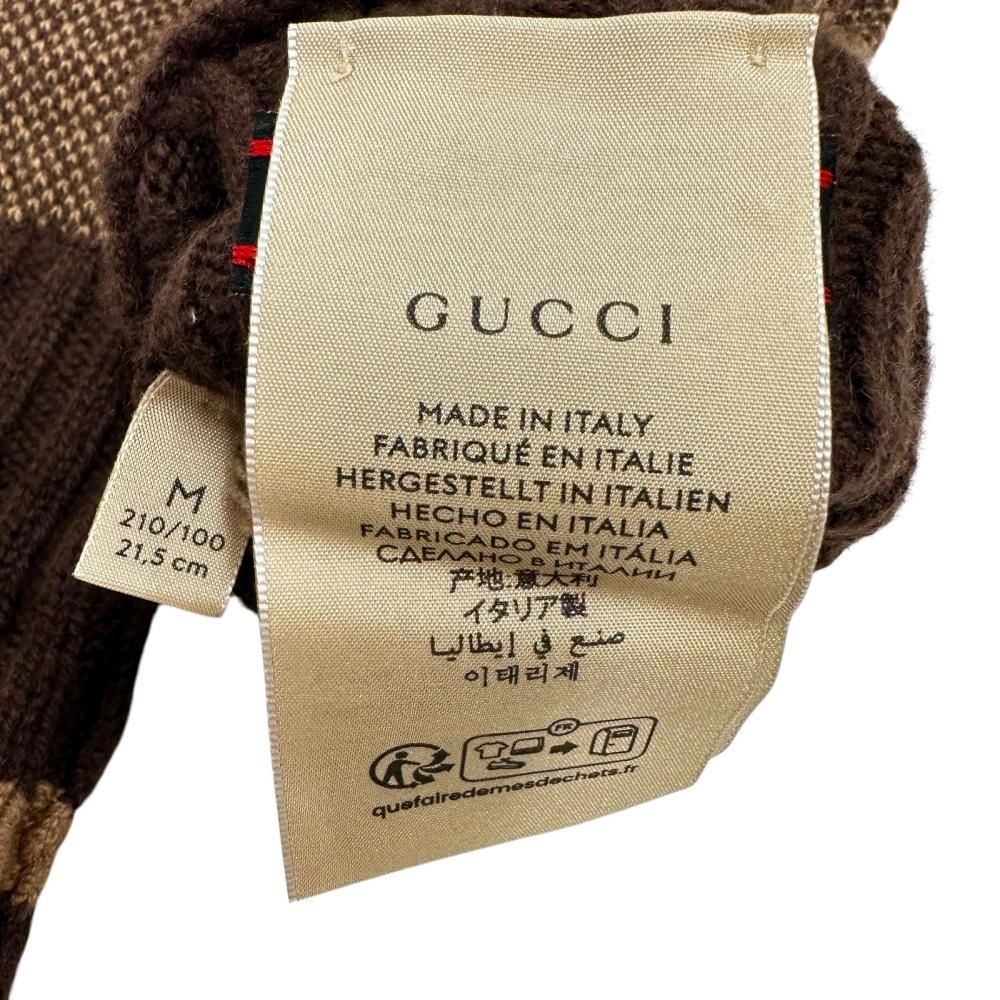 GUCCI
MADE IN ITALY
FABRIQUÉ EN ITALIE
HERGESTELLT IN ITALIEN
HECHO EN ITALIA
FABRICADO EM ITÁLIA
СДЕЛАНО В ИТАЛИИ
产地:意大利
イタリア製
صنع في إيطاليا
이태리제
FR
quefairedemesdechets.fr
M
210/100
21,5 cm